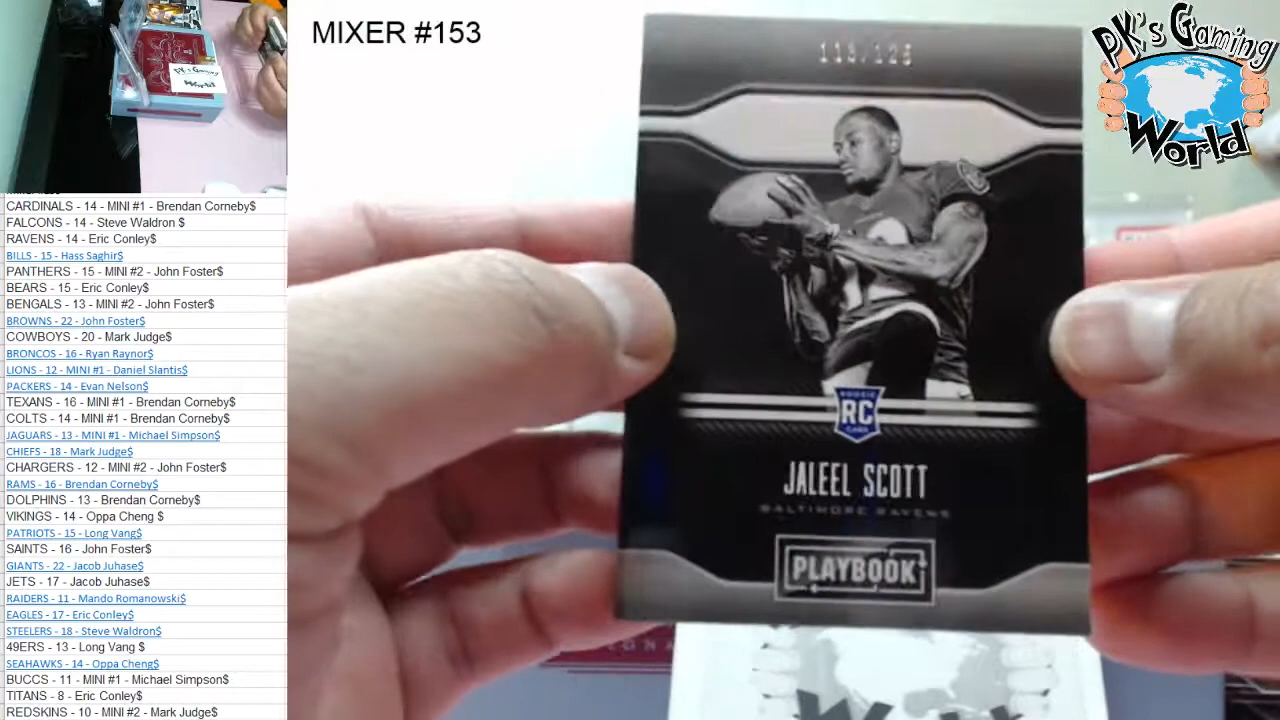 MIXER #153
PK's Gaming
World
CARDINALS - 14 - MINI #1 - Brendan Corneby$
FALCONS - 14 - Steve Waldron $
RAVENS - 14 - Eric Conley$
BILLS - 15 - Hass Saghir$
PANTHERS - 15 - MINI #2 - John Foster$
BEARS - 15 - Eric Conley$
BENGALS - 13 - MINI #2 - John Foster$
BROWNS - 22 - John Foster$
COWBOYS - 20 - Mark Judge$
BRONCOS - 16 - Ryan Raynor$
LIONS - 12 - MINI #1 - Daniel Slantis$
PACKERS - 14 - Evan Nelson$
TEXANS - 16 - MINI #1 - Brendan Corneby$
COLTS - 14 - MINI #1 - Brendan Corneby$
JAGUARS - 13 - MINI #1 - Michael Simpson$
CHIEFS - 18 - Mark Judge$
CHARGERS - 12 - MINI #2 - John Foster$
RAMS - 16 - Brendan Corneby$
DOLPHINS - 13 - Brendan Corneby$
VIKINGS - 14 - Oppa Cheng $
PATRIOTS - 15 - Long Vang$
SAINTS - 16 - John Foster$
GIANTS - 22 - Jacob Juhase$
JETS - 17 - Jacob Juhase$
RAIDERS - 11 - Mando Romanowski$
EAGLES - 17 - Eric Conley$
STEELERS - 18 - Steve Waldron$
49ERS - 13 - Long Vang $
SEAHAWKS - 14 - Oppa Cheng$
BUCCS - 11 - MINI #1 - Michael Simpson$
TITANS - 8 - Eric Conley$
REDSKINS - 10 - MINI #2 - Mark Judge$
ROOKIE
RC
CARD
JALEEL SCOTT
BALTIMORE RAVENS
PLAYBOOK